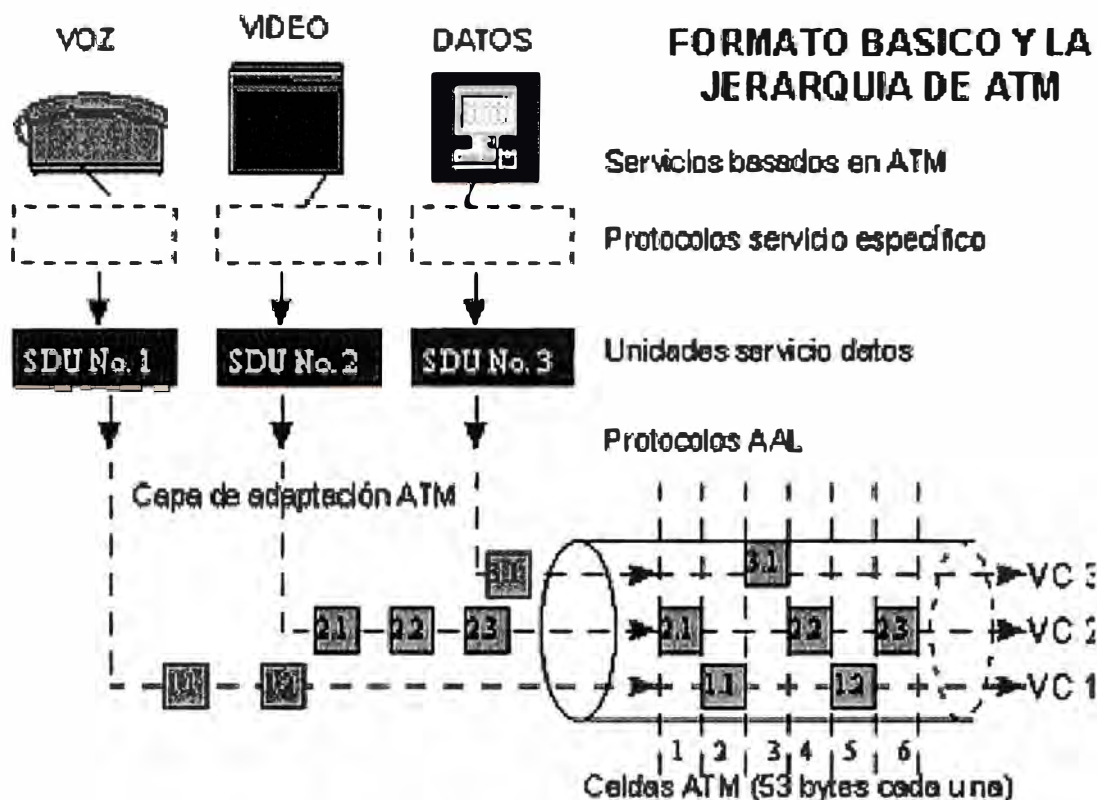 VOZ
VIDEO
DATOS
FORMATO BASICO Y LA
JERARQUIA DE ATM
Servicios basados en ATM
Protocolos servicio específico
SDU No. 1
SDU No. 2
SDU No. 3
Unidades servicio datos
Protocolos AAL
Capa de adaptación ATM
3.1
VC 3
2.1
2.2
2.3
2.1
2.2
2.3
VC 2
1.1
1.2
VC 1
1 2 3 4 5 6
Celdas ATM (53 bytes cada una)